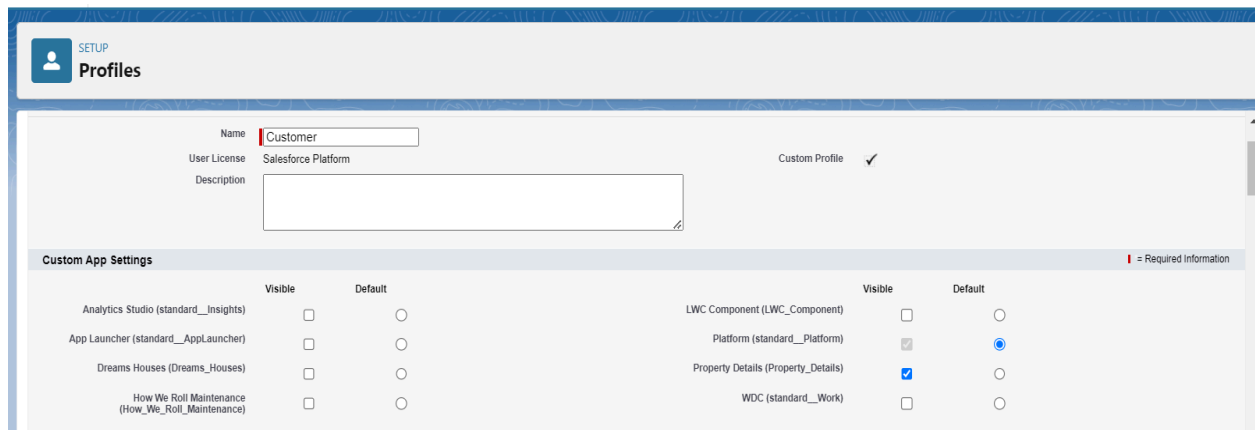 SETUP
Profiles
Name Customer
User License Salesforce Platform Custom Profile
Description
Custom App Settings = Required Information
Visible Default Visible Default
Analytics Studio (standard__Insights) LWC Component (LWC_Component)
App Launcher (standard__AppLauncher) Platform (standard__Platform)
Dreams Houses (Dreams_Houses) Property Details (Property_Details)
How We Roll Maintenance WDC (standard__Work)
(How_We_Roll_Maintenance)